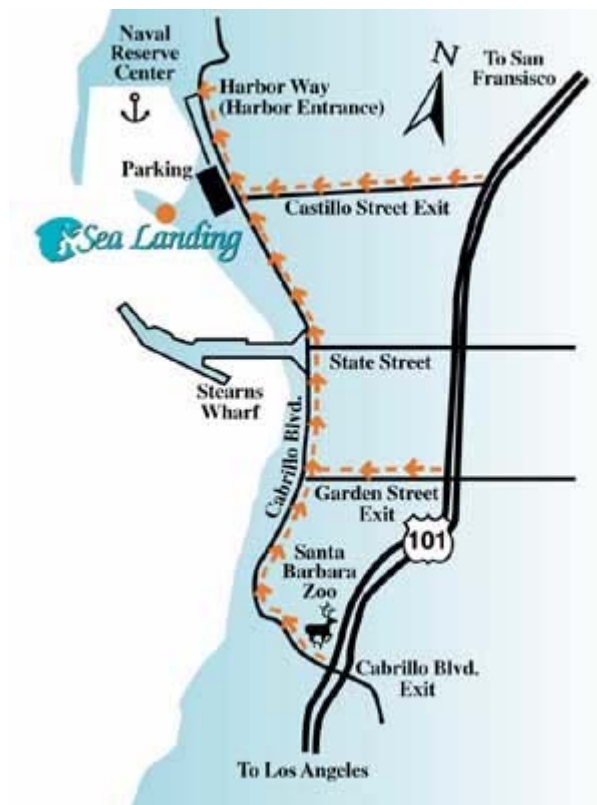 Naval
Reserve
Center
N
To San
Fransisco
Harbor Way
(Harbor Entrance)
Parking
Castillo Street Exit
Sea Landing
State Street
Stearns
Wharf
Cabrillo Blvd.
Garden Street
Exit
101
Santa
Barbara
Zoo
Cabrillo Blvd.
Exit
To Los Angeles